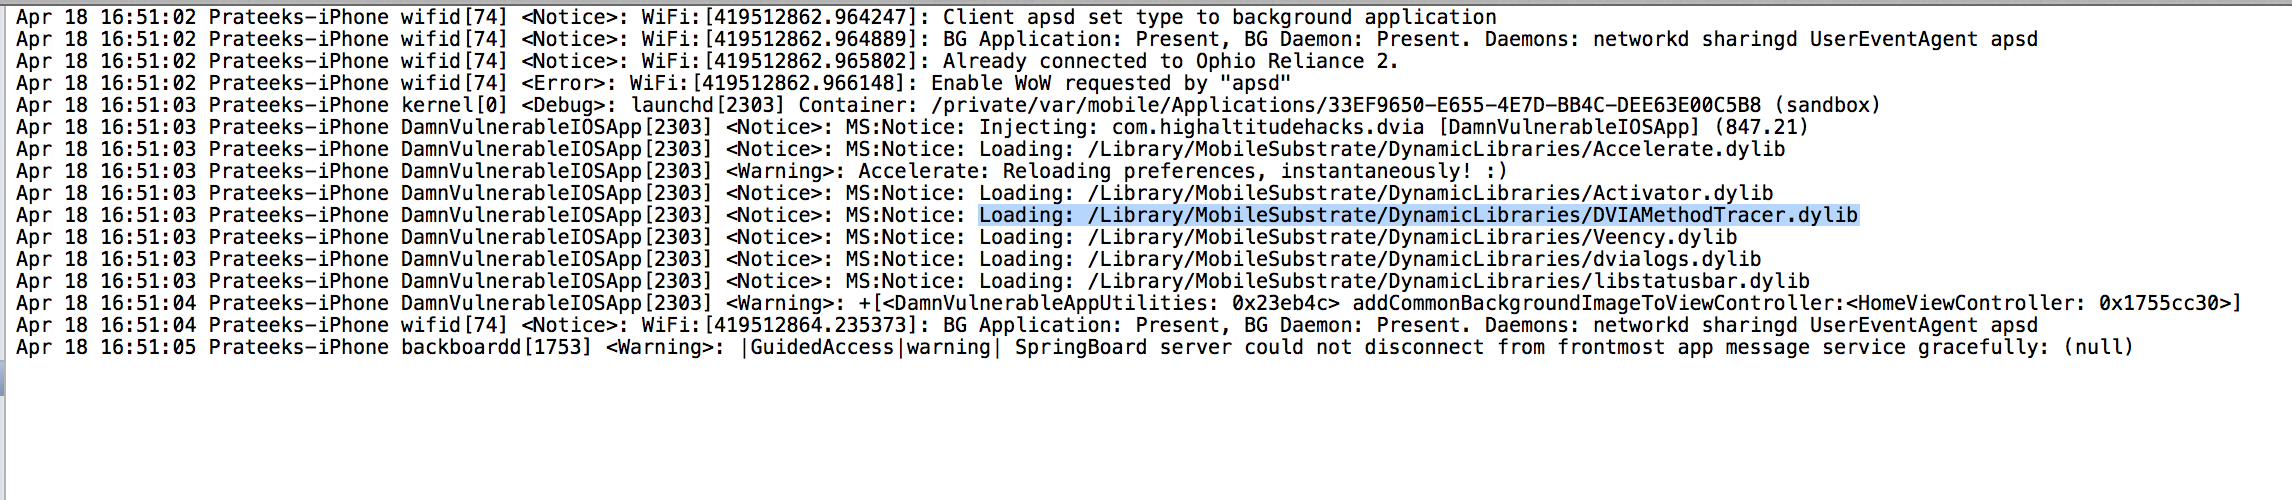 Apr 18 16:51:02 Prateeks-iPhone wifid[74] <Notice>: WiFi:[419512862.964247]: Client apsd set type to background application
Apr 18 16:51:02 Prateeks-iPhone wifid[74] <Notice>: WiFi:[419512862.964889]: BG Application: Present, BG Daemon: Present. Daemons: networkd sharingd UserEventAgent apsd
Apr 18 16:51:02 Prateeks-iPhone wifid[74] <Notice>: WiFi:[419512862.965802]: Already connected to Ophio Reliance 2.
Apr 18 16:51:02 Prateeks-iPhone wifid[74] <Error>: WiFi:[419512862.966148]: Enable WoW requested by "apsd"
Apr 18 16:51:03 Prateeks-iPhone kernel[0] <Debug>: launchd[2303] Container: /private/var/mobile/Applications/33EF9650-E655-4E7D-BB4C-DEE63E00C5B8 (sandbox)
Apr 18 16:51:03 Prateeks-iPhone DamnVulnerableIOSApp[2303] <Notice>: MS:Notice: Injecting: com.highaltitudehacks.dvia [DamnVulnerableIOSApp] (847.21)
Apr 18 16:51:03 Prateeks-iPhone DamnVulnerableIOSApp[2303] <Notice>: MS:Notice: Loading: /Library/MobileSubstrate/DynamicLibraries/Accelerate.dylib
Apr 18 16:51:03 Prateeks-iPhone DamnVulnerableIOSApp[2303] <Warning>: Accelerate: Reloading preferences, instantaneously! :)
Apr 18 16:51:03 Prateeks-iPhone DamnVulnerableIOSApp[2303] <Notice>: MS:Notice: Loading: /Library/MobileSubstrate/DynamicLibraries/Activator.dylib
Apr 18 16:51:03 Prateeks-iPhone DamnVulnerableIOSApp[2303] <Notice>: MS:Notice: Loading: /Library/MobileSubstrate/DynamicLibraries/DVIAMethodTracer.dylib
Apr 18 16:51:03 Prateeks-iPhone DamnVulnerableIOSApp[2303] <Notice>: MS:Notice: Loading: /Library/MobileSubstrate/DynamicLibraries/Veency.dylib
Apr 18 16:51:03 Prateeks-iPhone DamnVulnerableIOSApp[2303] <Notice>: MS:Notice: Loading: /Library/MobileSubstrate/DynamicLibraries/dvialogs.dylib
Apr 18 16:51:03 Prateeks-iPhone DamnVulnerableIOSApp[2303] <Notice>: MS:Notice: Loading: /Library/MobileSubstrate/DynamicLibraries/libstatusbar.dylib
Apr 18 16:51:04 Prateeks-iPhone DamnVulnerableIOSApp[2303] <Warning>: +[<DamnVulnerableAppUtilities: 0x23eb4c> addCommonBackgroundImageToViewController:<HomeViewController: 0x1755cc30>]
Apr 18 16:51:04 Prateeks-iPhone wifid[74] <Notice>: WiFi:[419512864.235373]: BG Application: Present, BG Daemon: Present. Daemons: networkd sharingd UserEventAgent apsd
Apr 18 16:51:05 Prateeks-iPhone backboardd[1753] <Warning>: |GuidedAccess|warning| SpringBoard server could not disconnect from frontmost app message service gracefully: (null)